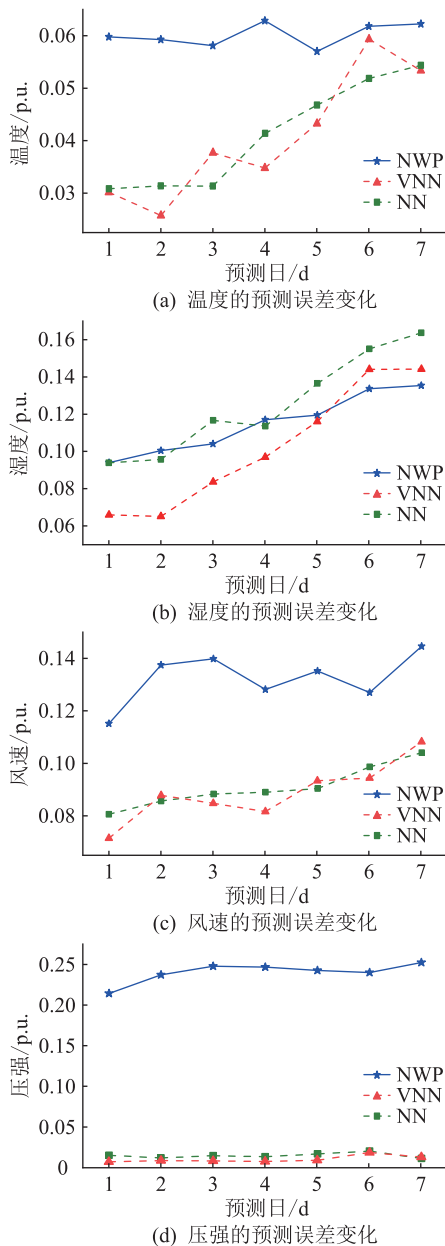 0.06
0.05
0.04
0.03
温度/p.u.
NWP
VNN
NN
1 2 3 4 5 6 7
预测日/d
(a) 温度的预测误差变化
0.16
0.14
0.12
0.10
0.08
0.06
湿度/p.u.
NWP
VNN
NN
1 2 3 4 5 6 7
预测日/d
(b) 湿度的预测误差变化
0.14
0.12
0.10
0.08
风速/p.u.
NWP
VNN
NN
1 2 3 4 5 6 7
预测日/d
(c) 风速的预测误差变化
0.25
0.20
0.15
0.10
0.05
0
压强/p.u.
NWP
VNN
NN
1 2 3 4 5 6 7
预测日/d
(d) 压强的预测误差变化